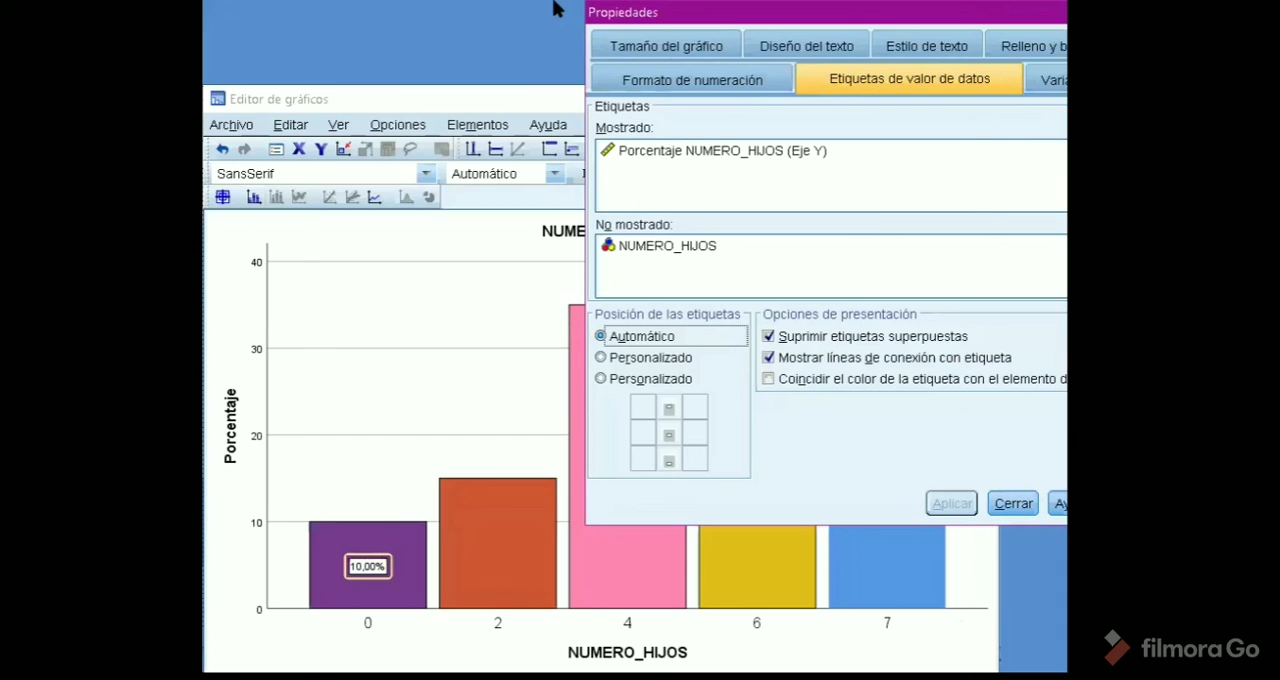 Propiedades
Tamaño del gráfico
Diseño del texto
Estilo de texto
Relleno y b
Formato de numeración
Etiquetas de valor de datos
Varia
Editor de gráficos
Archivo Editar Ver Opciones Elementos Ayuda
SansSerif
Automático
Etiquetas
Mostrado:
Porcentaje NUMERO_HIJOS (Eje Y)
No mostrado:
NUMERO_HIJOS
Posición de las etiquetas
Automático
Personalizado
Personalizado
Opciones de presentación
Suprimir etiquetas superpuestas
Mostrar líneas de conexión con etiqueta
Coincidir el color de la etiqueta con el elemento d
Aplicar
Cerrar
Ay
NUME
Porcentaje
40
30
20
10
0
10,00%
0 2 4 6 7
NUMERO_HIJOS
filmoraGo